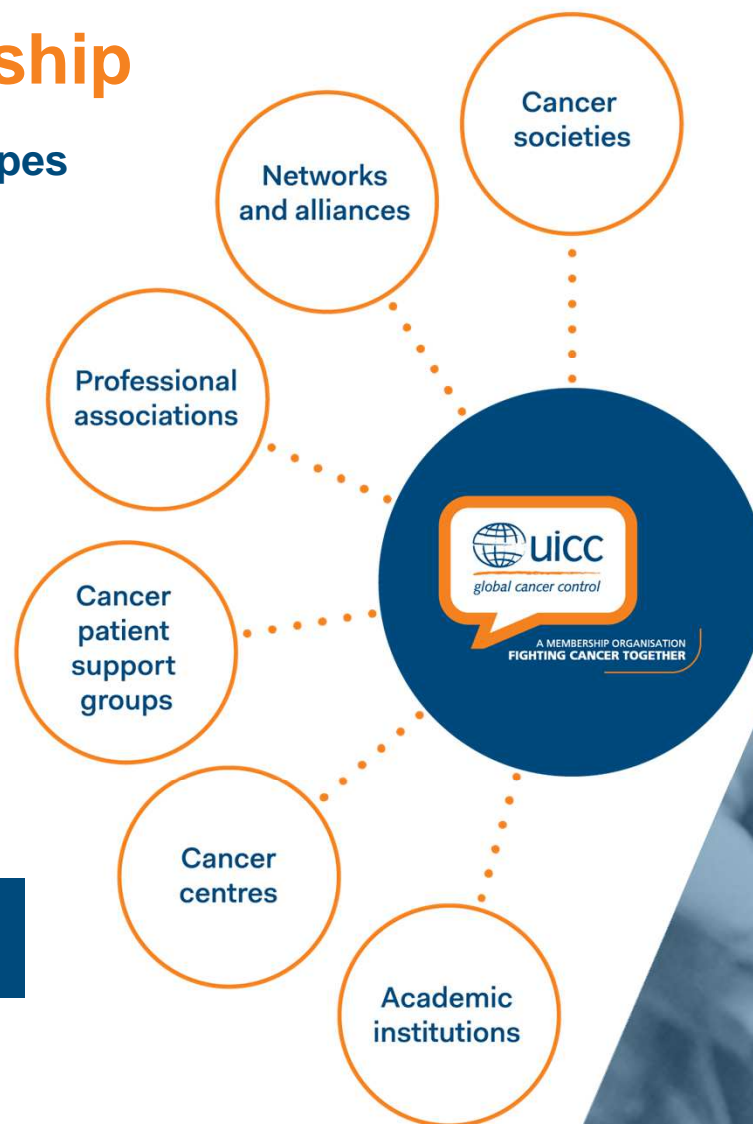 ship
pes
Cancer
societies
Networks
and alliances
Professional
associations
Cancer
patient
support
groups
Cancer
centres
Academic
institutions
uicc
global cancer control
A MEMBERSHIP ORGANISATION
FIGHTING CANCER TOGETHER